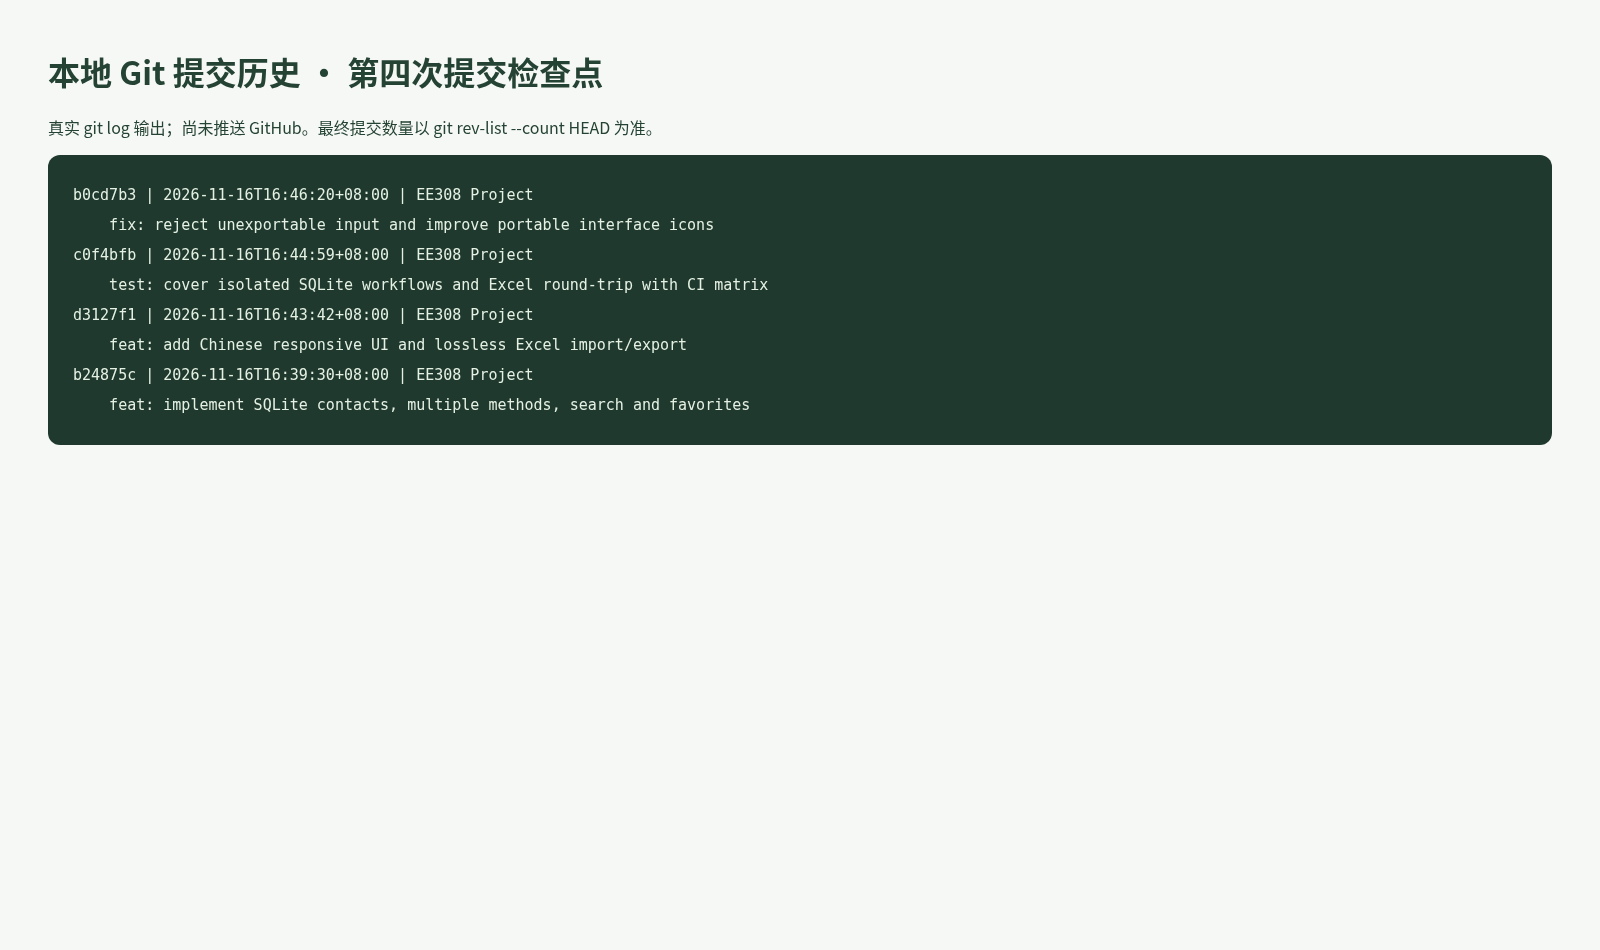 本地 Git 提交历史 · 第四次提交检查点
真实 git log 输出；尚未推送 GitHub。最终提交数量以 git rev-list --count HEAD 为准。
b0cd7b3 | 2026-11-16T16:46:20+08:00 | EE308 Project
    fix: reject unexportable input and improve portable interface icons
c0f4bfb | 2026-11-16T16:44:59+08:00 | EE308 Project
    test: cover isolated SQLite workflows and Excel round-trip with CI matrix
d3127f1 | 2026-11-16T16:43:42+08:00 | EE308 Project
    feat: add Chinese responsive UI and lossless Excel import/export
b24875c | 2026-11-16T16:39:30+08:00 | EE308 Project
    feat: implement SQLite contacts, multiple methods, search and favorites